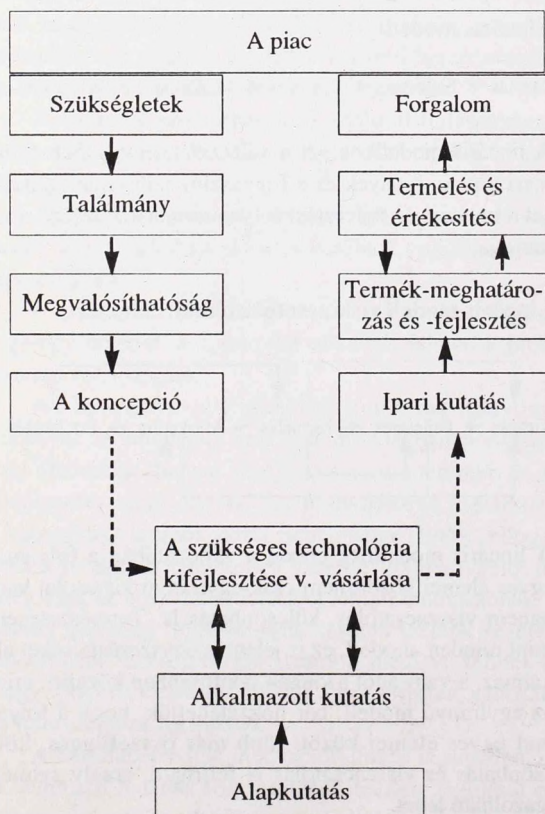 A piac
Szükségletek
Forgalom
Találmány
Termelés és
értékesítés
Megvalósíthatóság
Termék-meghatáro-
zás és -fejlesztés
A koncepció
Ipari kutatás
A szükséges technológia
kifejlesztése v. vásárlása
Alkalmazott kutatás
Alapkutatás